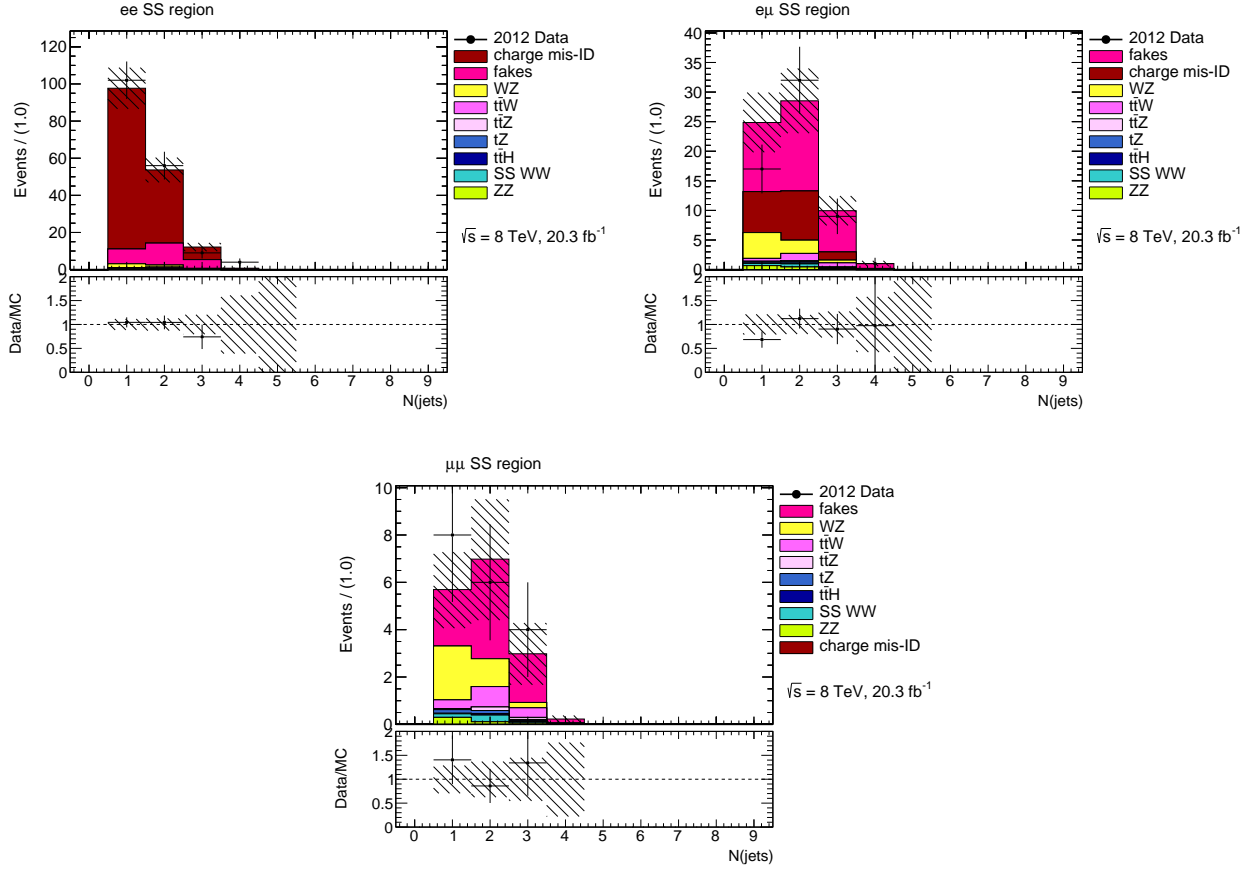 ee SS region
Events / (1.0)
120
100
80
60
40
20
0
2012 Data
charge mis-ID
fakes
WZ
tt̄W
tt̄Z
tZ
tt̄H
SS WW
ZZ
√s = 8 TeV, 20.3 fb⁻¹
Data/MC
2
1.5
1
0.5
0
0 1 2 3 4 5 6 7 8 9
N(jets)
eμ SS region
Events / (1.0)
40
35
30
25
20
15
10
5
0
2012 Data
fakes
charge mis-ID
WZ
tt̄W
tt̄Z
tZ
tt̄H
SS WW
ZZ
√s = 8 TeV, 20.3 fb⁻¹
Data/MC
2
1.5
1
0.5
0
0 1 2 3 4 5 6 7 8 9
N(jets)
μμ SS region
Events / (1.0)
10
8
6
4
2
0
2012 Data
fakes
WZ
tt̄W
tt̄Z
tZ
tt̄H
SS WW
ZZ
charge mis-ID
√s = 8 TeV, 20.3 fb⁻¹
Data/MC
2
1.5
1
0.5
0
0 1 2 3 4 5 6 7 8 9
N(jets)